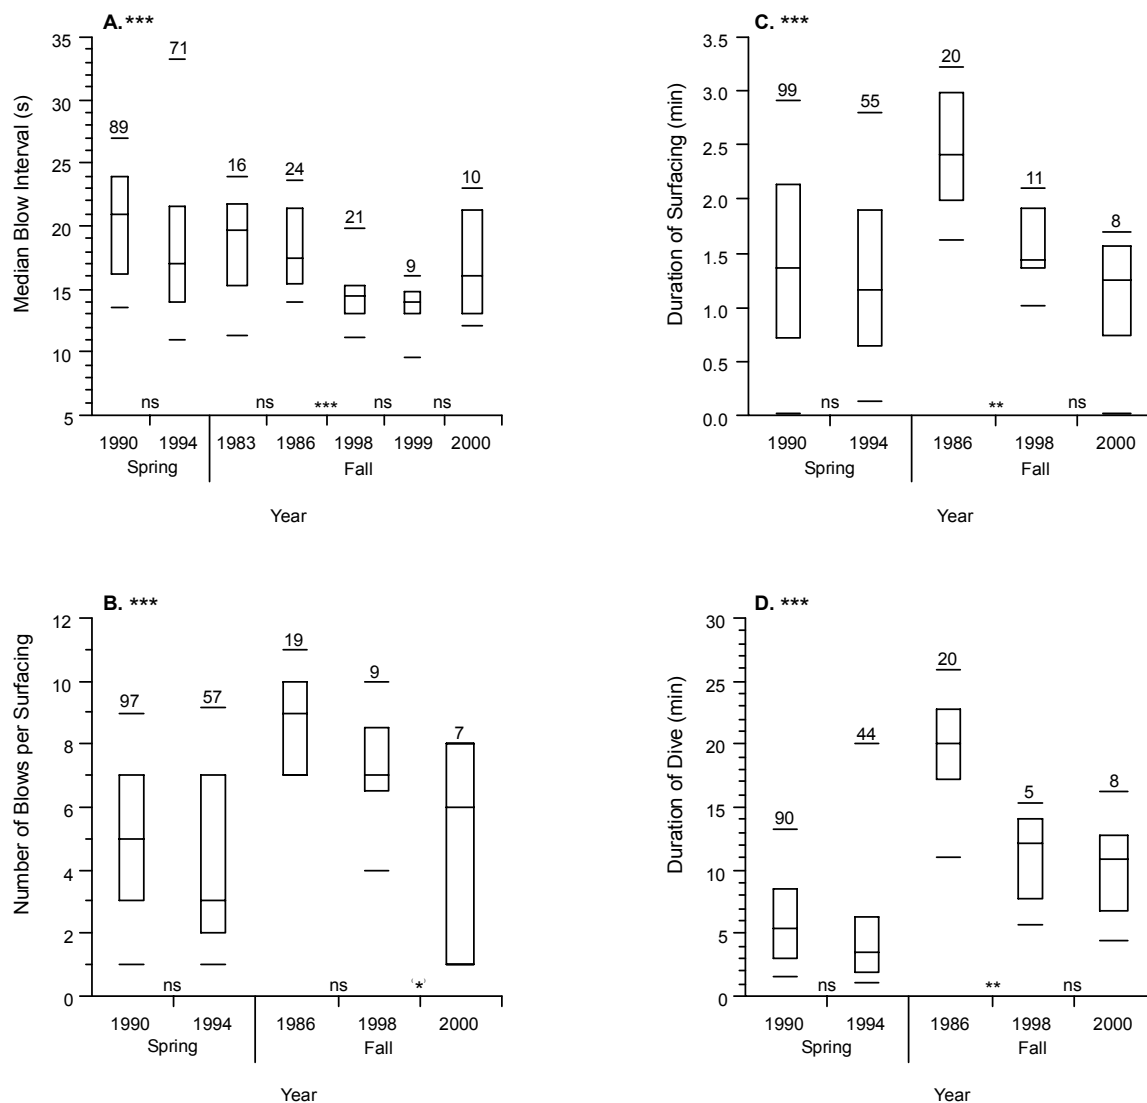 A. ***
Median Blow Interval (s)
35
30
25
20
15
10
5
89
71
16
24
21
9
10
ns
ns
***
ns
ns
1990
1994
1983
1986
1998
1999
2000
Spring
Fall
Year
C. ***
Duration of Surfacing (min)
3.5
3.0
2.5
2.0
1.5
1.0
0.5
0.0
99
55
20
11
8
ns
**
ns
1990
1994
1986
1998
2000
Spring
Fall
Year
B. ***
Number of Blows per Surfacing
12
10
8
6
4
2
0
97
57
19
9
7
ns
ns
(*)
1990
1994
1986
1998
2000
Spring
Fall
Year
D. ***
Duration of Dive (min)
30
25
20
15
10
5
0
90
44
20
5
8
ns
**
ns
1990
1994
1986
1998
2000
Spring
Fall
Year